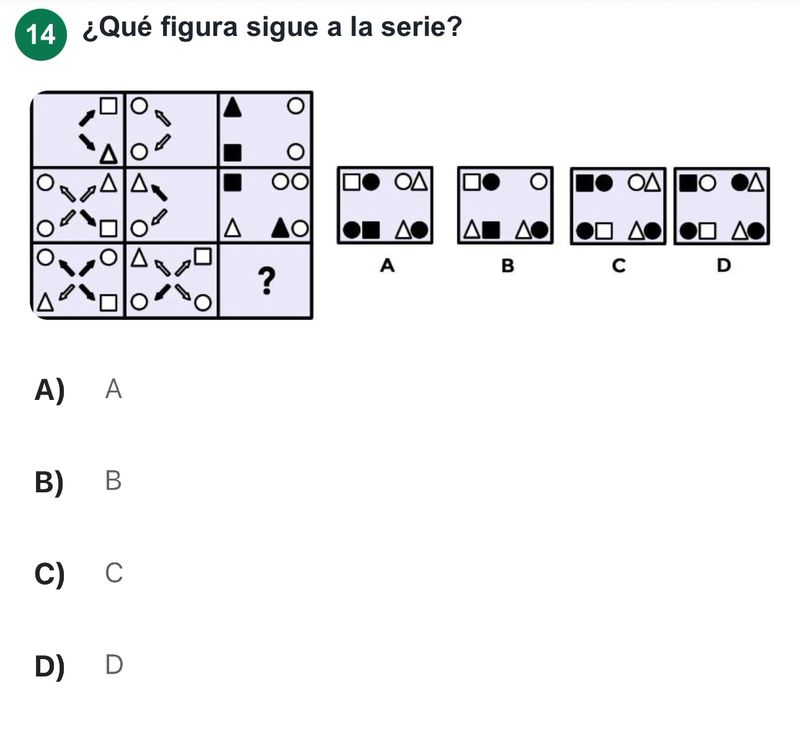 14 ¿Qué figura sigue a la serie?
?
A B C D
A) A
B) B
C) C
D) D